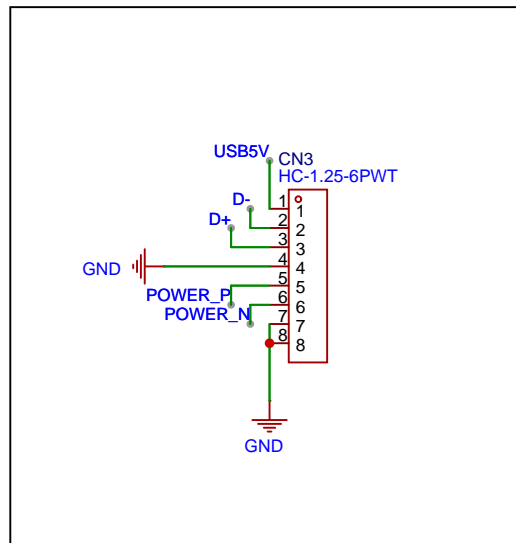 USB5V
CN3
HC-1.25-6PWT
1 1
D-
2 2
D+
3 3
4 4
GND
5 5
POWER_P
6 6
POWER_N
7 7
8 8
GND